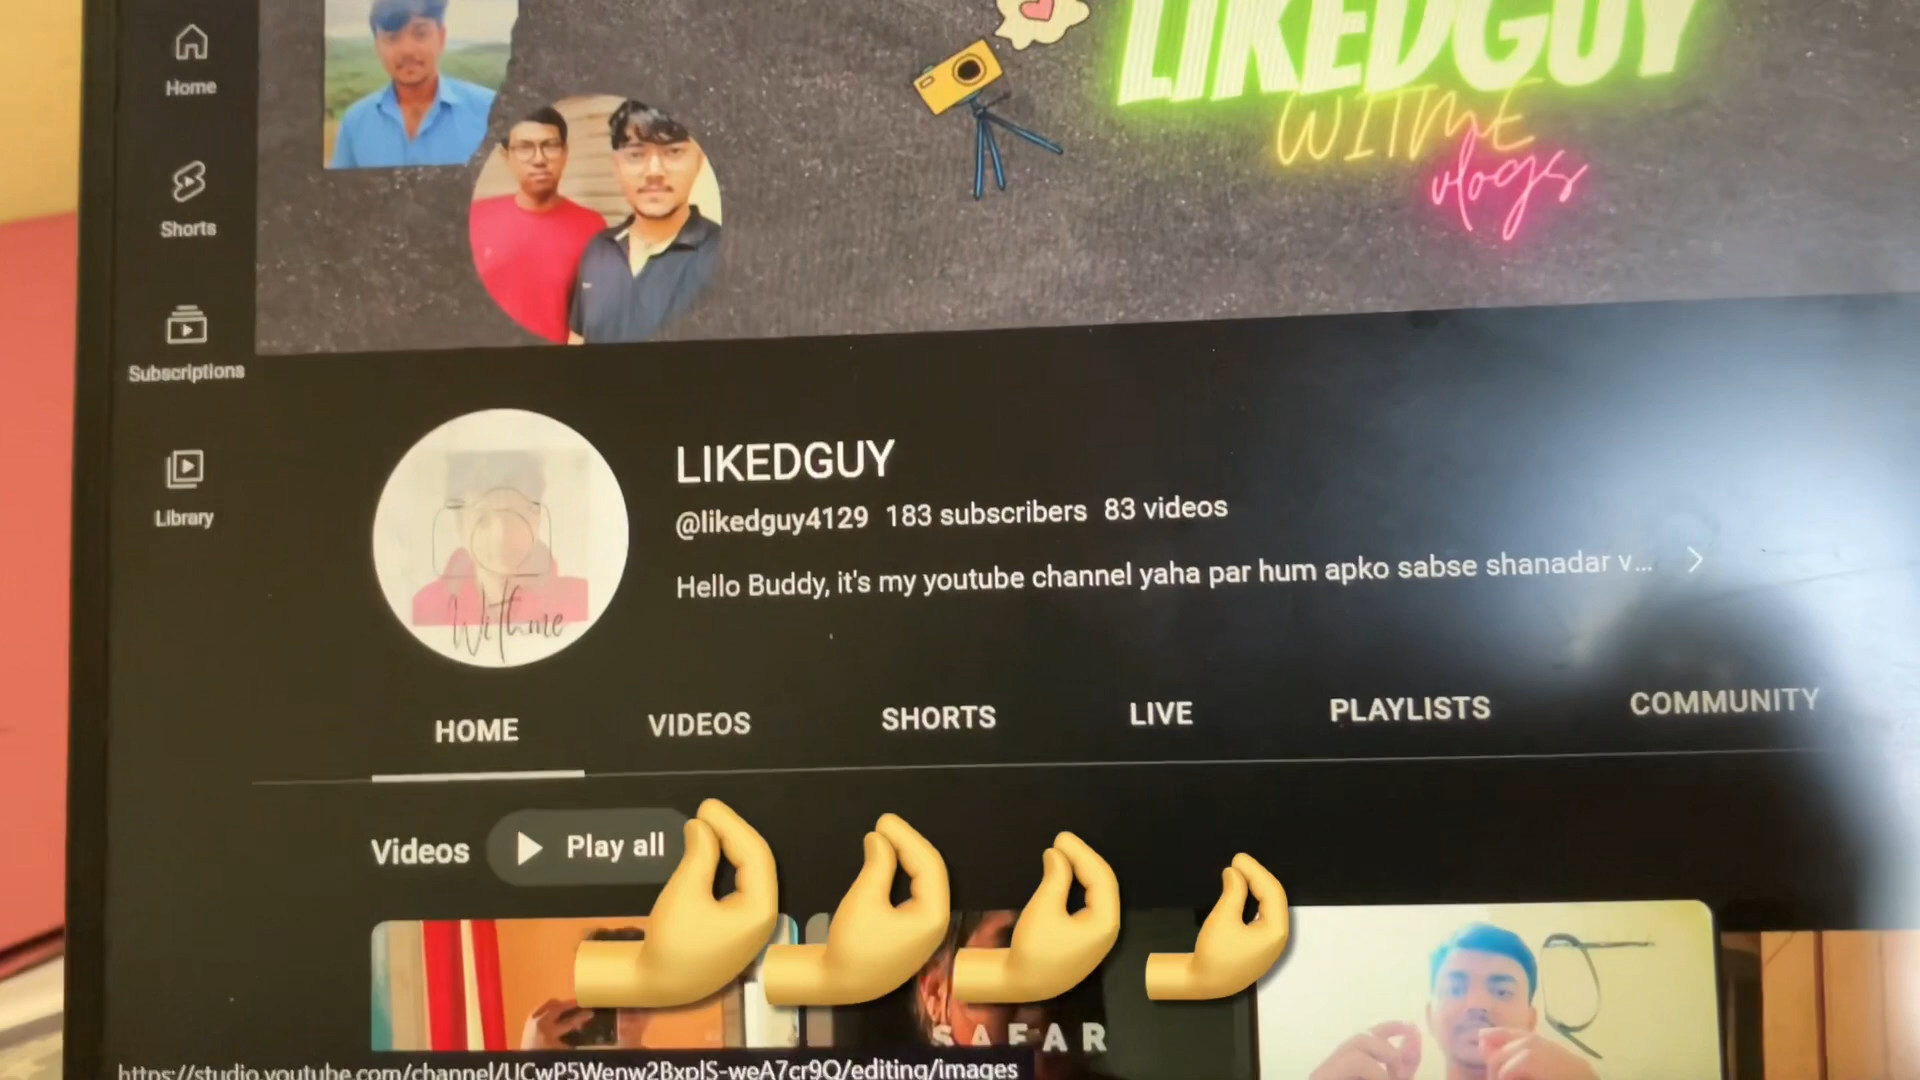 LIKEDGUY
WITME
vlogs
Home
Shorts
Subscriptions
Library
LIKEDGUY
@likedguy4129 183 subscribers 83 videos
Hello Buddy, it's my youtube channel yaha par hum apko sabse shanadar v...
Withme
HOME VIDEOS SHORTS LIVE PLAYLISTS COMMUNITY
Videos Play all
SAFAR
https://studio.youtube.com/channel/UCwP5Wenw2BxplS-weA7cr9Q/editing/images